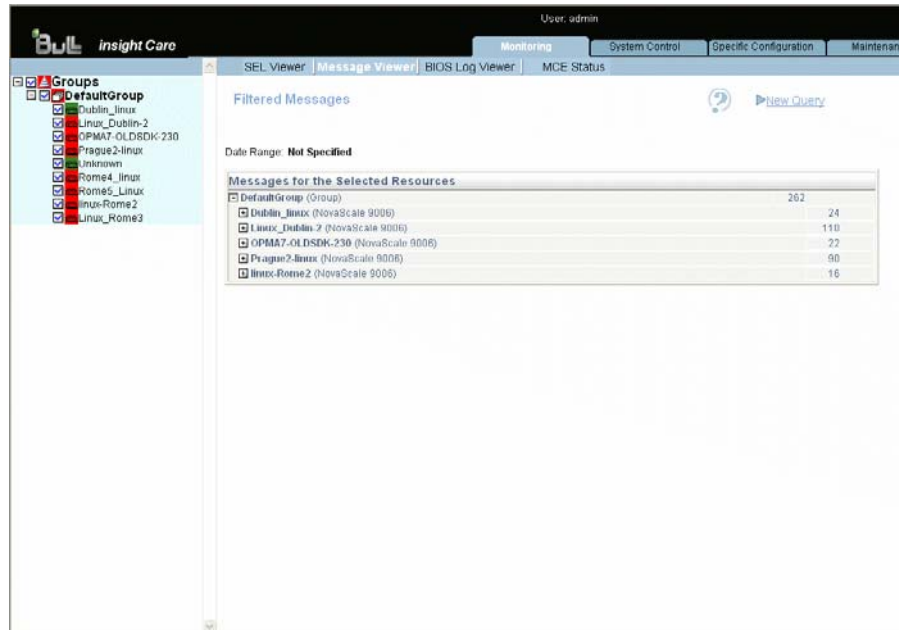 User: admin
Bull insight Care
Monitoring System Control Specific Configuration Maintenan
SEL Viewer Message Viewer BIOS Log Viewer MCE Status
Groups
DefaultGroup
Dublin_linux
Linux_Dublin-2
OPMA7-OLDSDK-230
Prague2-linux
Unknown
Rome4_linux
Rome5_Linux
linux-Rome2
Linux_Rome3
Filtered Messages
? New Query
Date Range: Not Specified
Messages for the Selected Resources
DefaultGroup (Group) 262
Dublin_linux (NovaScale 9006) 24
Linux_Dublin-2 (NovaScale 9006) 110
OPMA7-OLDSDK-230 (NovaScale 9006) 22
Prague2-linux (NovaScale 9006) 90
linux-Rome2 (NovaScale 9006) 16